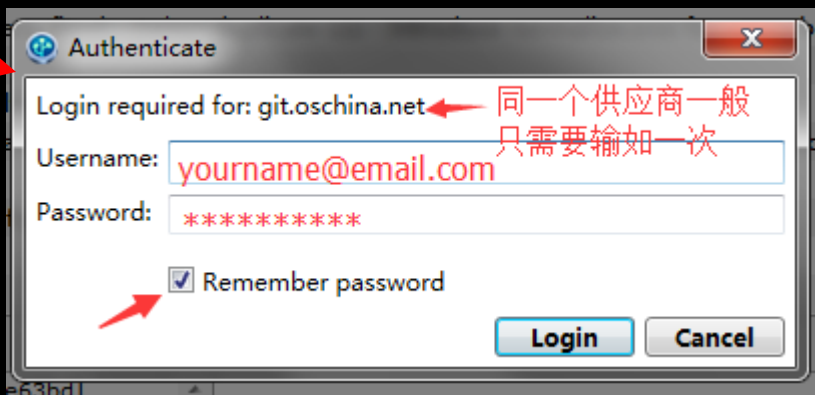 Authenticate
Login required for: git.oschina.net
同一个供应商一般
只需要输如一次
Username:
yourname@email.com
Password:
**********
Remember password
Login
Cancel
e63bd1